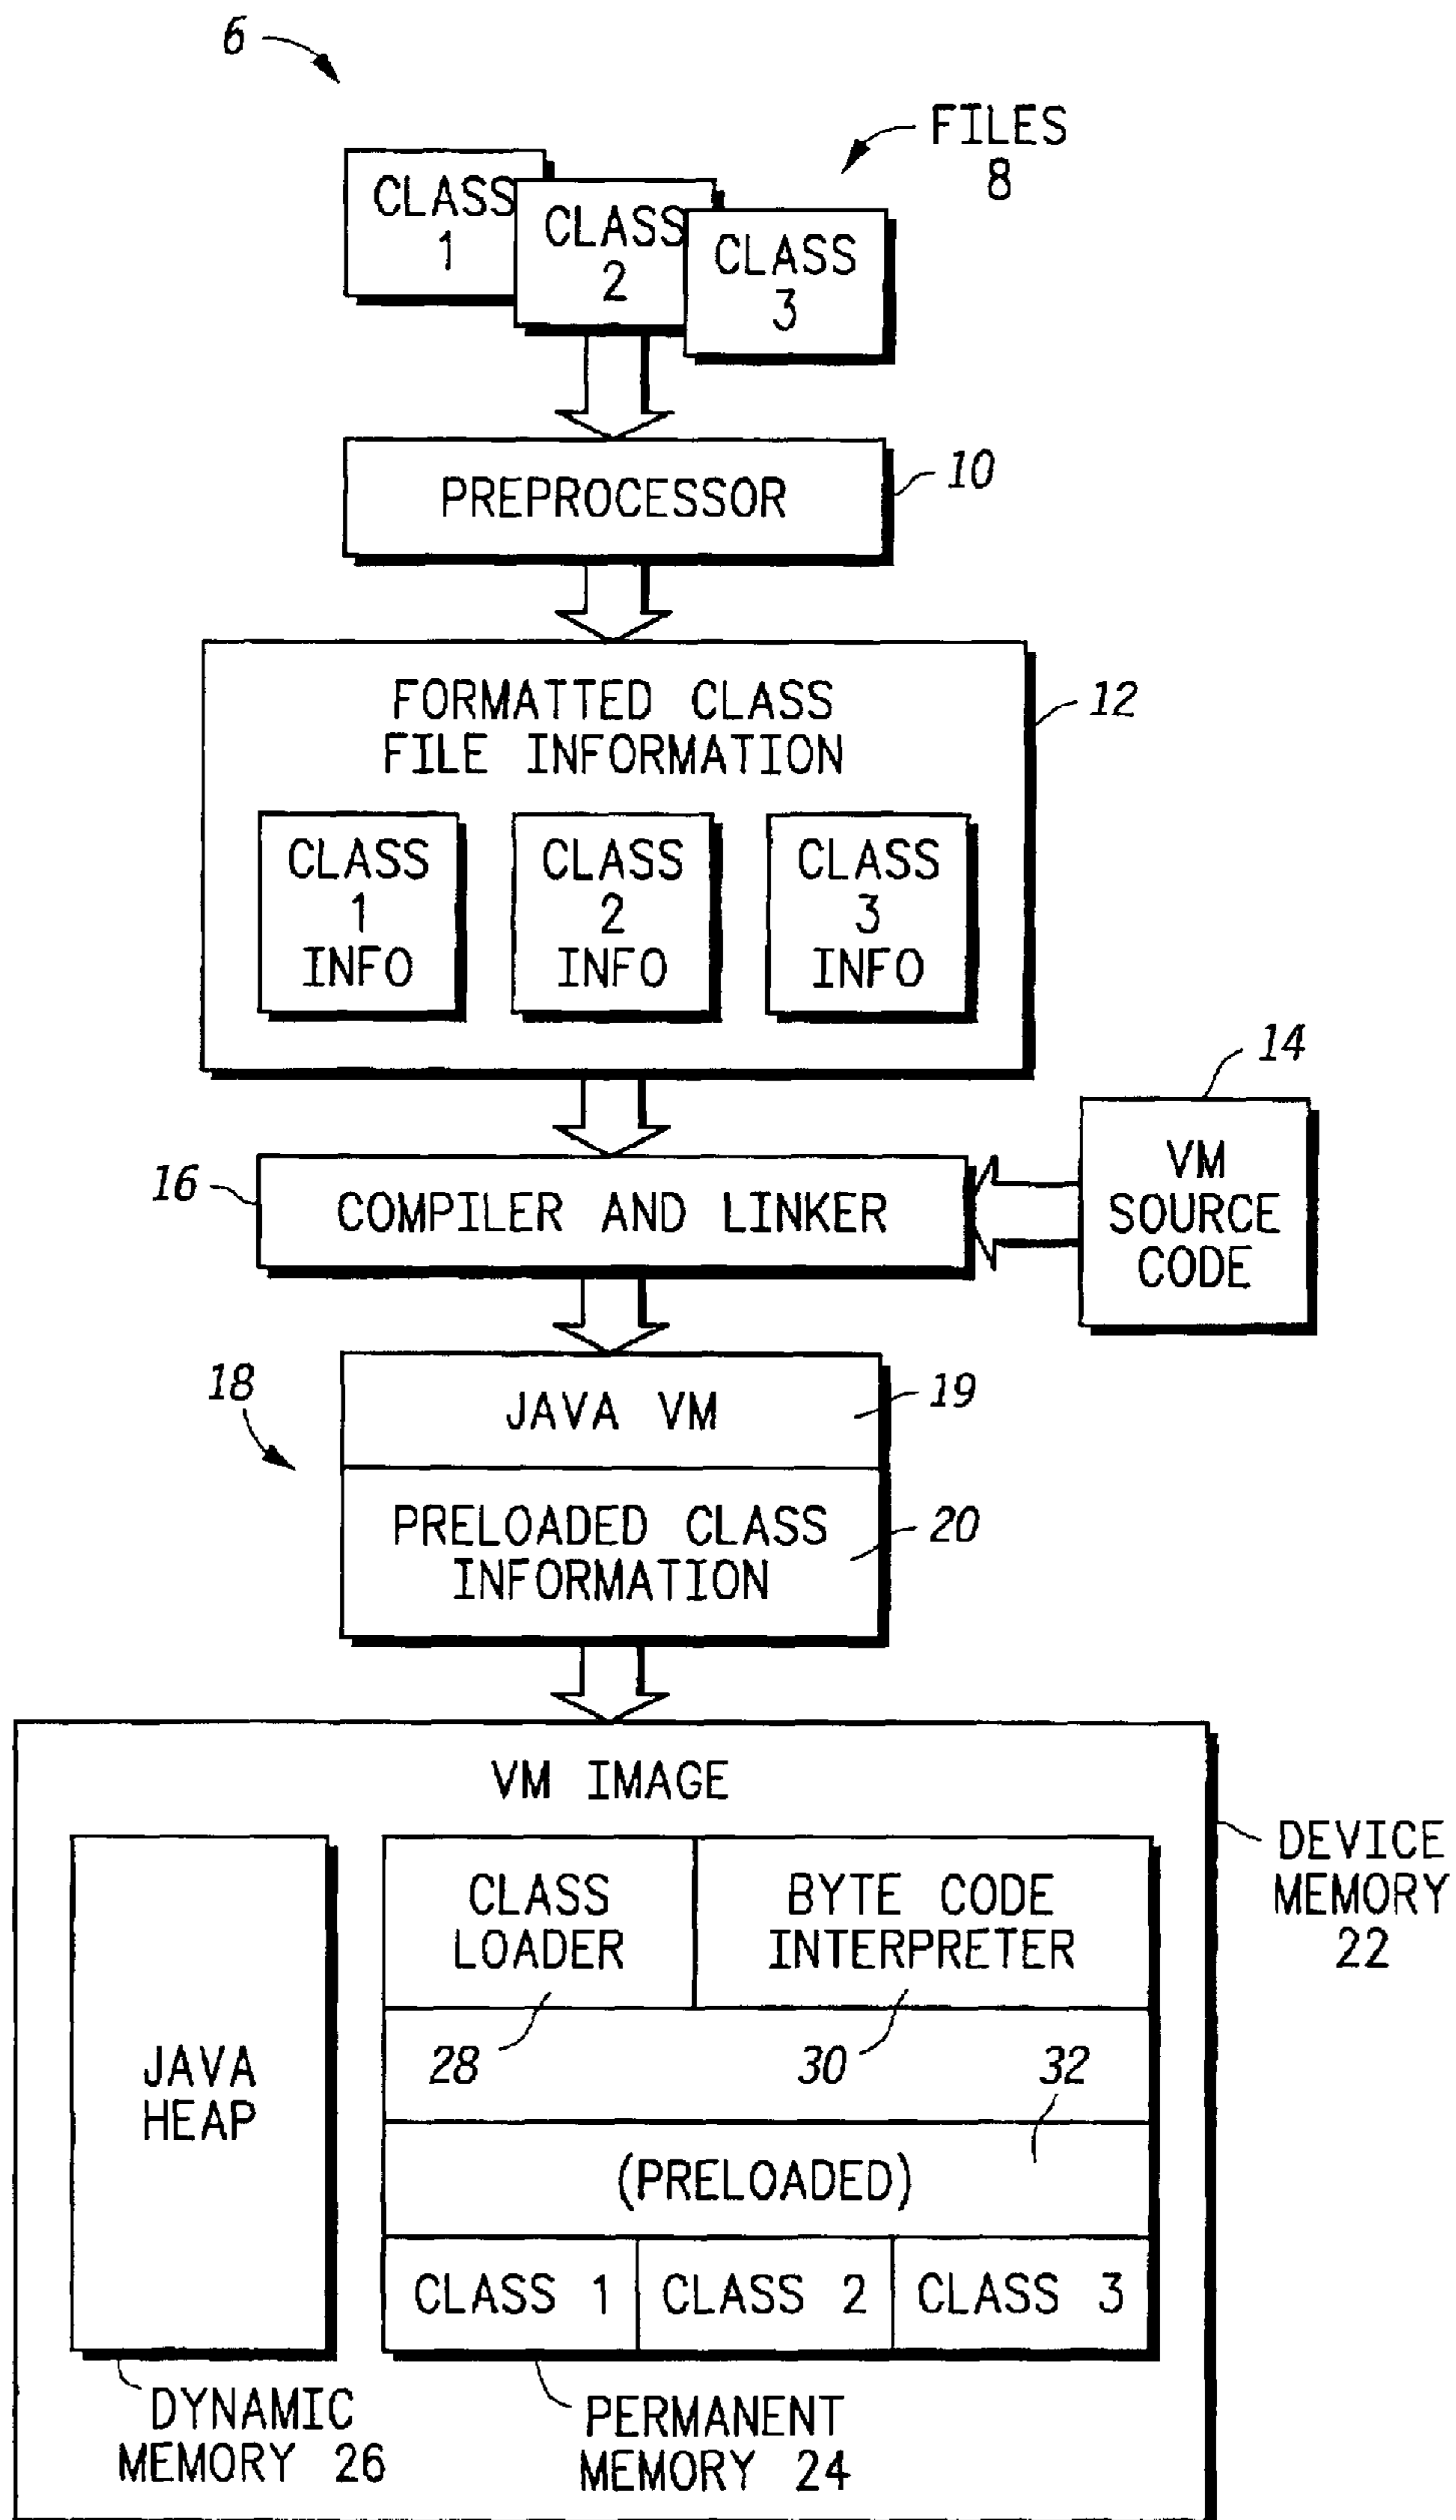 6
FILES
8
CLASS
1
CLASS
2
CLASS
3
PREPROCESSOR
10
FORMATTED CLASS
FILE INFORMATION
12
CLASS
1
INFO
CLASS
2
INFO
CLASS
3
INFO
14
VM
SOURCE
CODE
16
COMPILER AND LINKER
18
JAVA VM
19
PRELOADED CLASS
INFORMATION
20
VM IMAGE
DEVICE
MEMORY
22
JAVA
HEAP
CLASS
LOADER
BYTE CODE
INTERPRETER
28
30
32
(PRELOADED)
CLASS 1
CLASS 2
CLASS 3
DYNAMIC
MEMORY 26
PERMANENT
MEMORY 24